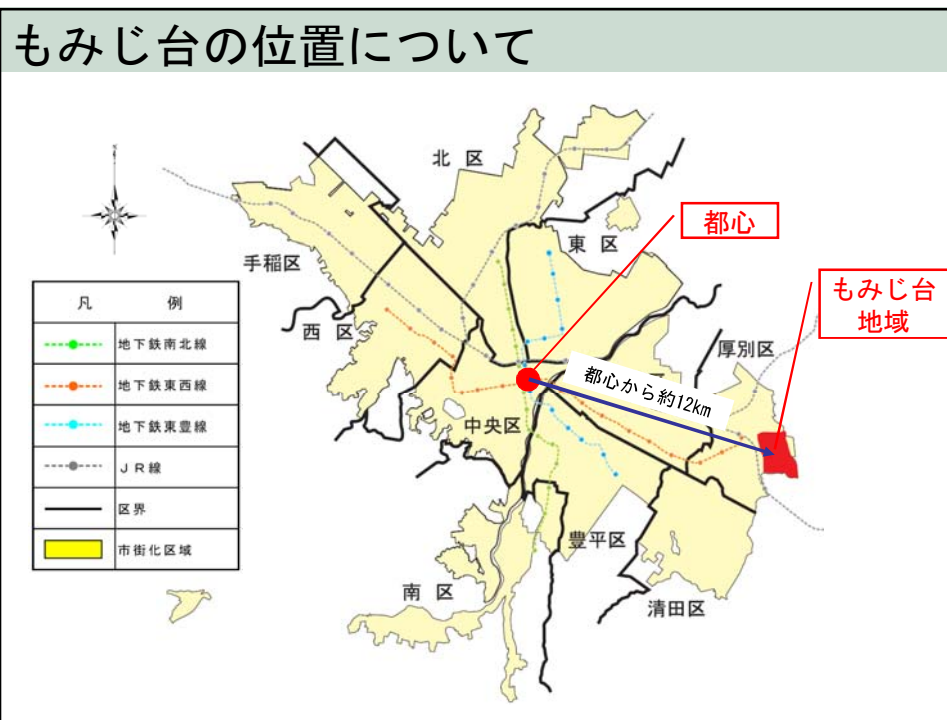 もみじ台の位置について
北 区
都心
東 区
手稲区
もみじ台
地域
凡 例
地下鉄南北線
地下鉄東西線
地下鉄東豊線
ＪＲ線
区界
市街化区域
西 区
厚別区
都心から約12km
区
中央区
豊平区
南 区
清田区